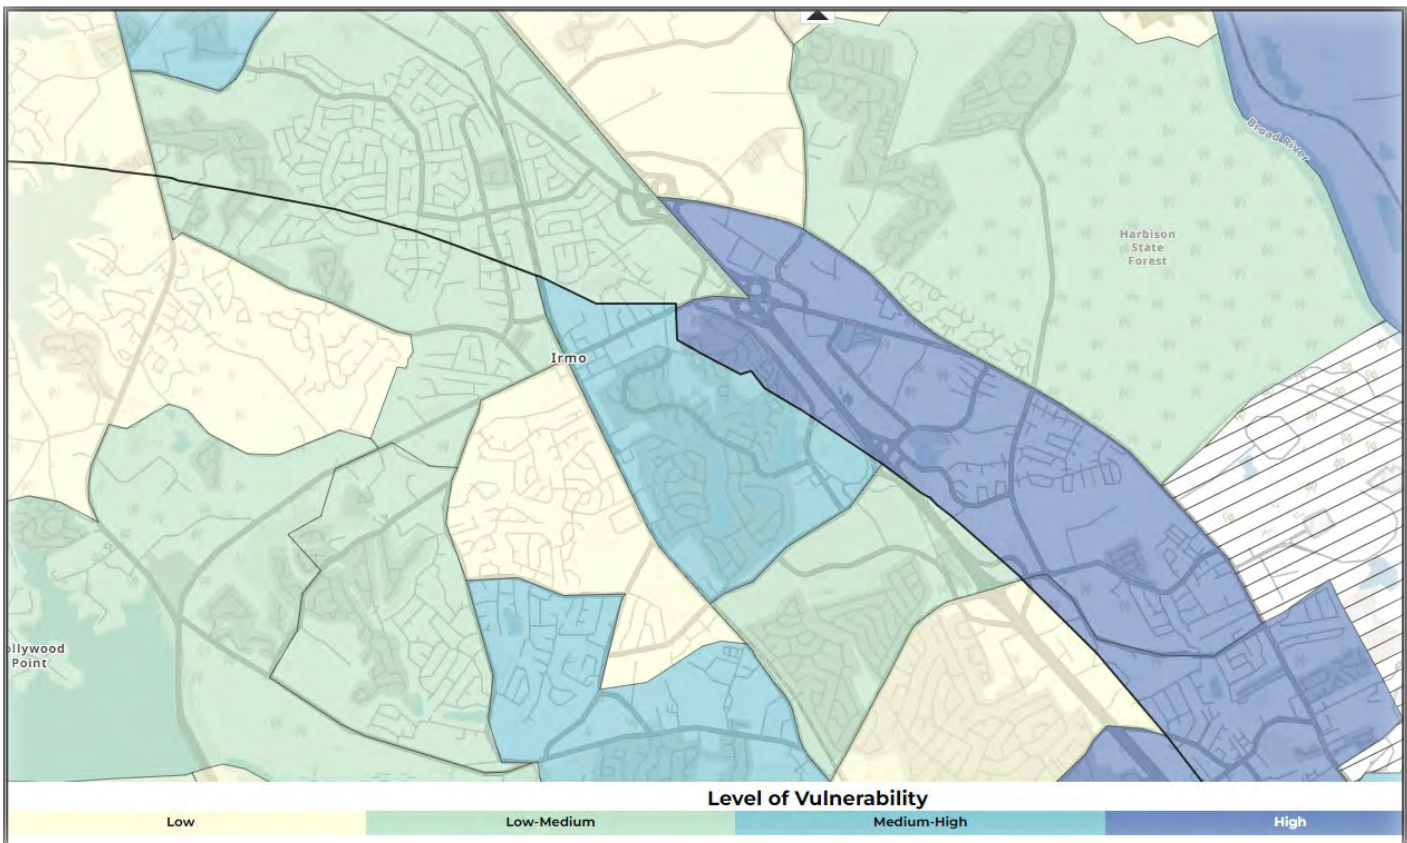 Broad River
Harbison
State
Forest
Irmo
ollywood
Point
Level of Vulnerability
Low
Low-Medium
Medium-High
High